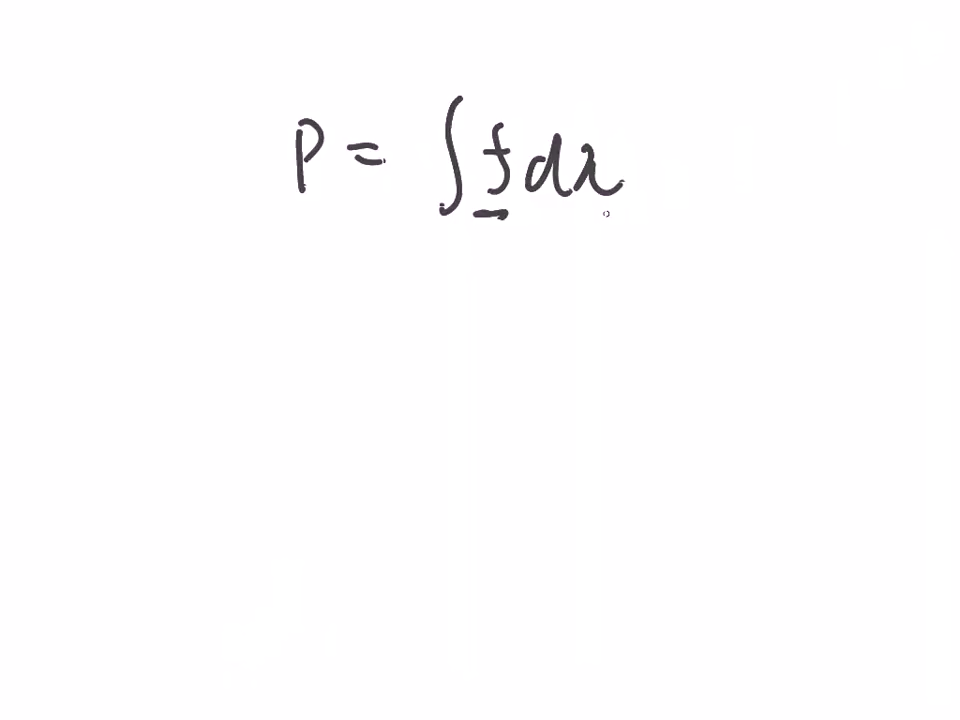 P = ∫ f dx